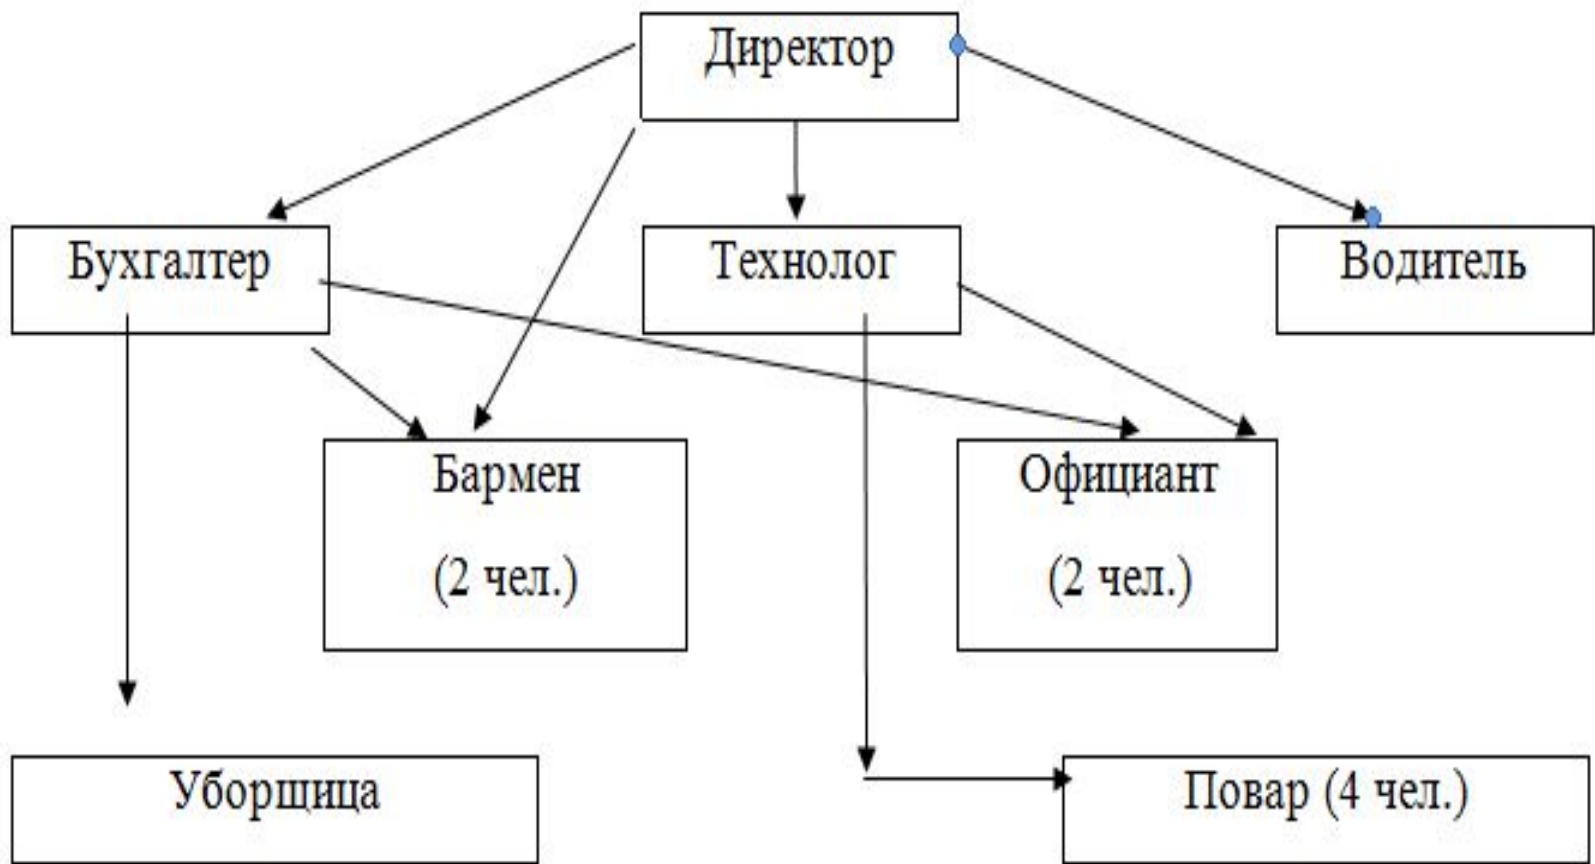 Директор
Бухгалтер
Технолог
Водитель
Бармен
(2 чел.)
Официант
(2 чел.)
Уборщица
Повар (4 чел.)